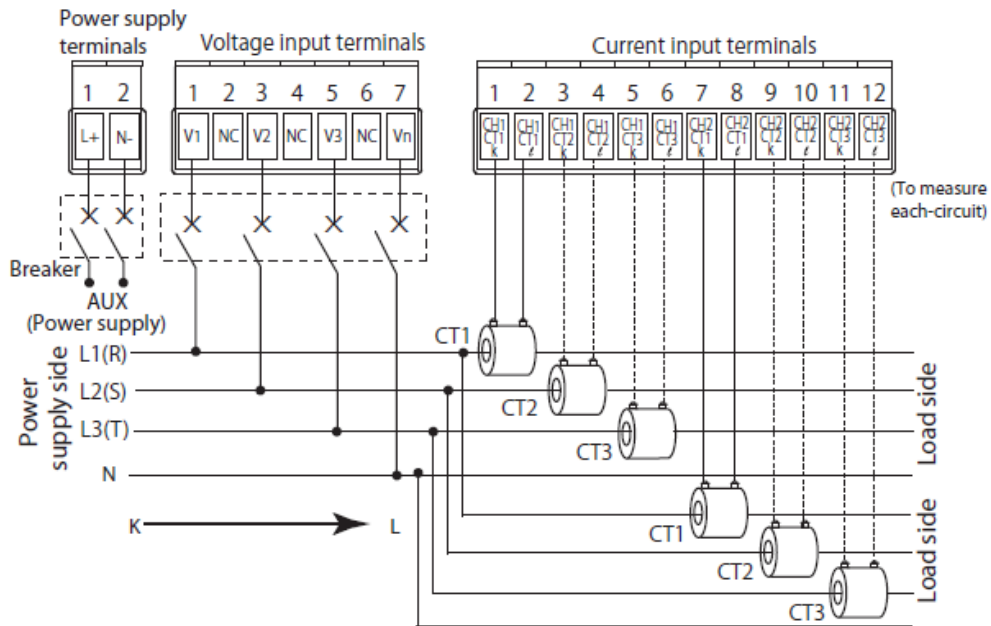 Power supply
terminals
Voltage input terminals
Current input terminals
1 2
1 2 3 4 5 6 7
1 2 3 4 5 6 7 8 9 10 11 12
L+ N-
V1 NC V2 NC V3 NC Vn
CH1 CT1 k
CH1 CT1 ℓ
CH1 CT2 k
CH1 CT2 ℓ
CH1 CT3 k
CH1 CT3 ℓ
CH2 CT1 k
CH2 CT1 ℓ
CH2 CT2 k
CH2 CT2 ℓ
CH2 CT3 k
CH2 CT3 ℓ
(To measure
each-circuit)
Breaker
AUX
(Power supply)
Power
supply side
L1(R)
L2(S)
L3(T)
N
K
L
CT1
CT2
CT3
Load side
CT1
CT2
CT3
Load side